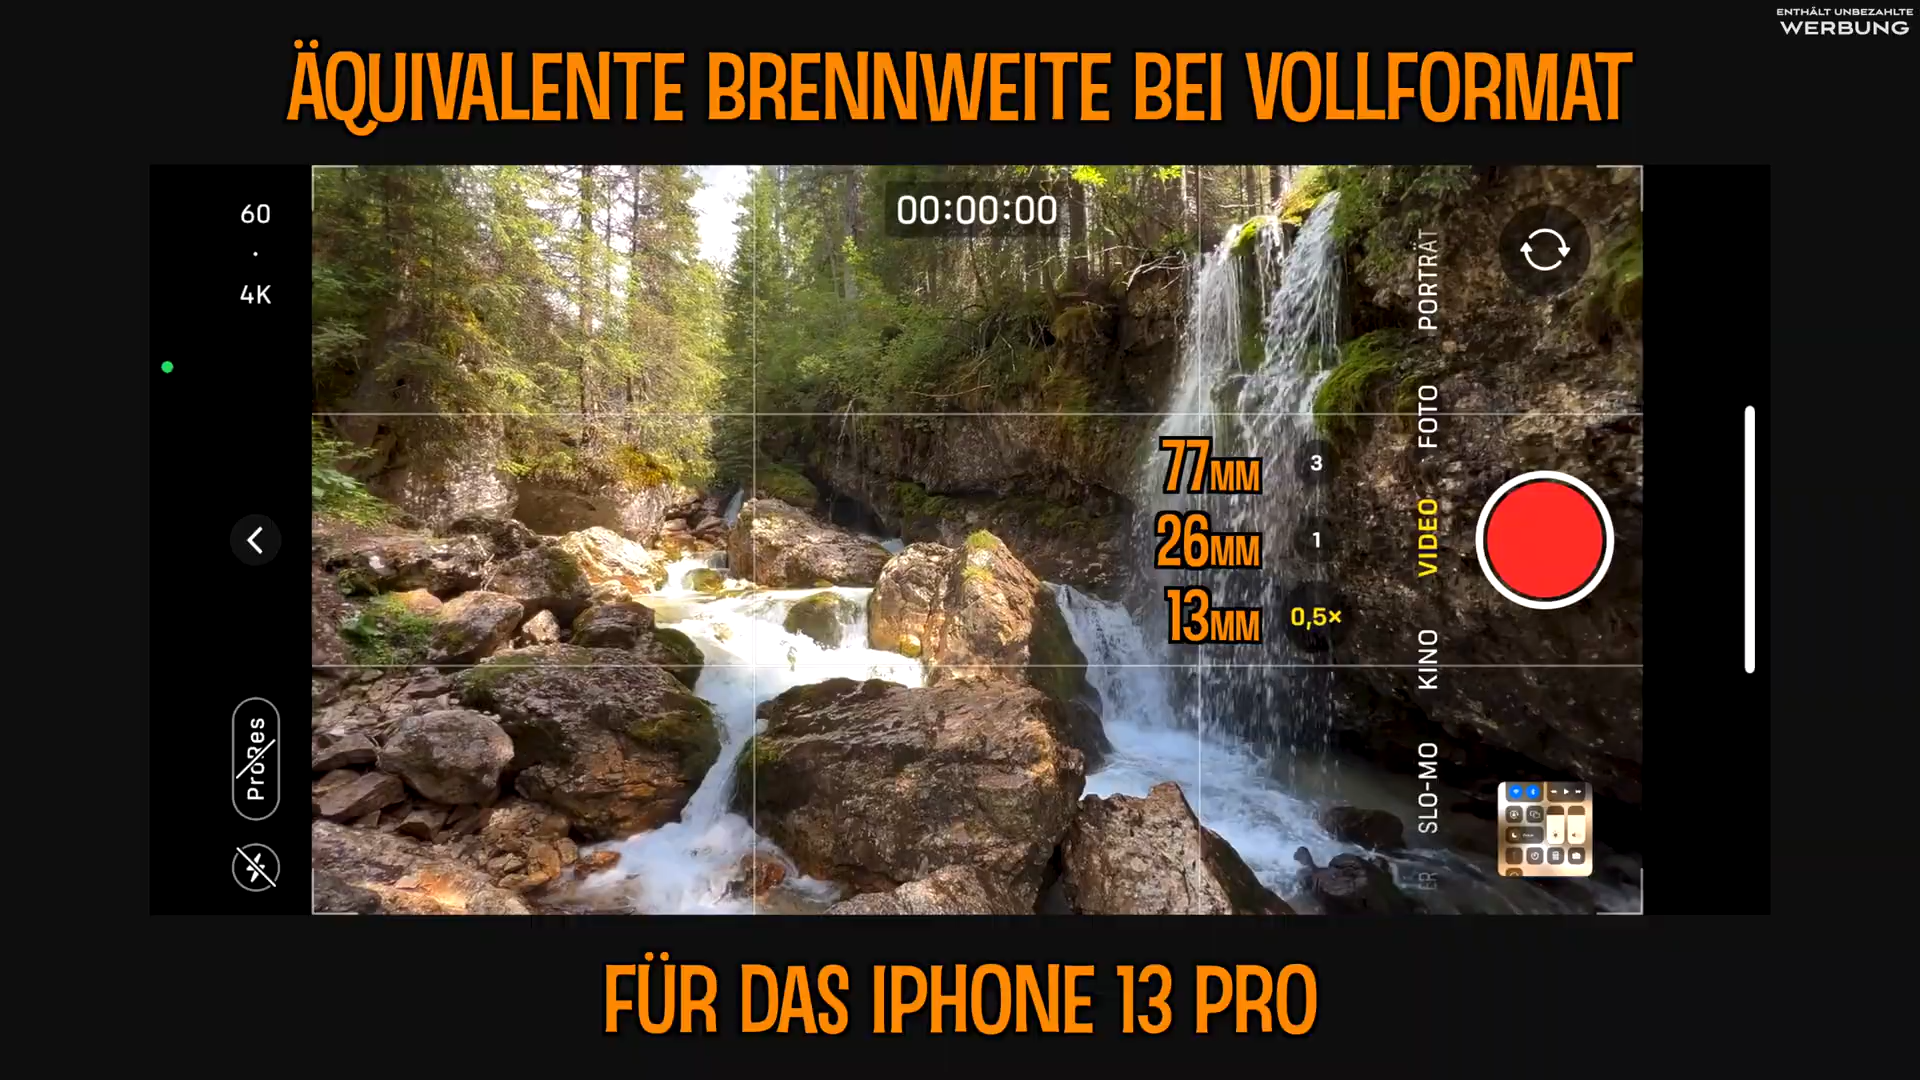 ENTHÄLT UNBEZAHLTE
WERBUNG
ÄQUIVALENTE BRENNWEITE BEI VOLLFORMAT
60
·
4K
00:00:00
PORTRÄT
FOTO
VIDEO
KINO
SLO-MO
ER
77MM
3
26MM
1
13MM
0,5×
ProRes
FÜR DAS IPHONE 13 PRO